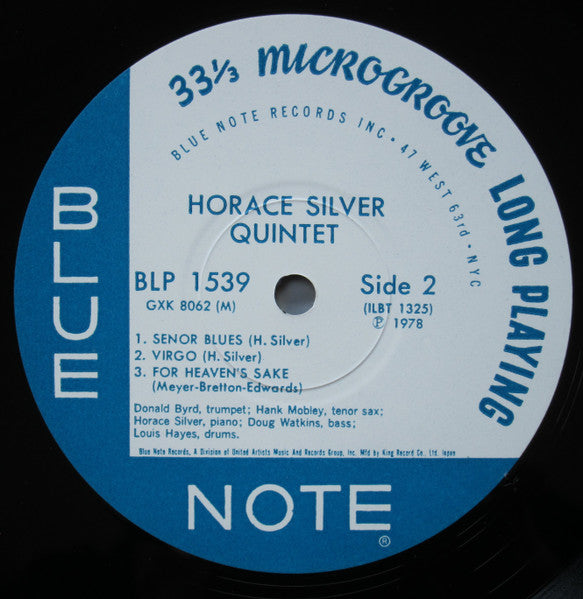 33⅓ MICROGROOVE LONG PLAYING
BLUE NOTE RECORDS INC • 47 WEST 63rd • NYC
HORACE SILVER
QUINTET
BLP 1539
Side 2
GXK 8062 (M)
(ILBT 1325)
℗ 1978
1. SENOR BLUES (H. Silver)
2. VIRGO (H. Silver)
3. FOR HEAVEN'S SAKE
(Meyer-Bretton-Edwards)
Donald Byrd, trumpet; Hank Mobley, tenor sax;
Horace Silver, piano; Doug Watkins, bass;
Louis Hayes, drums.
Blue Note Records, A Division of United Artists Music And Records Group, Inc. Mfd by King Record Co., Ltd. Japan
BLUE
NOTE®